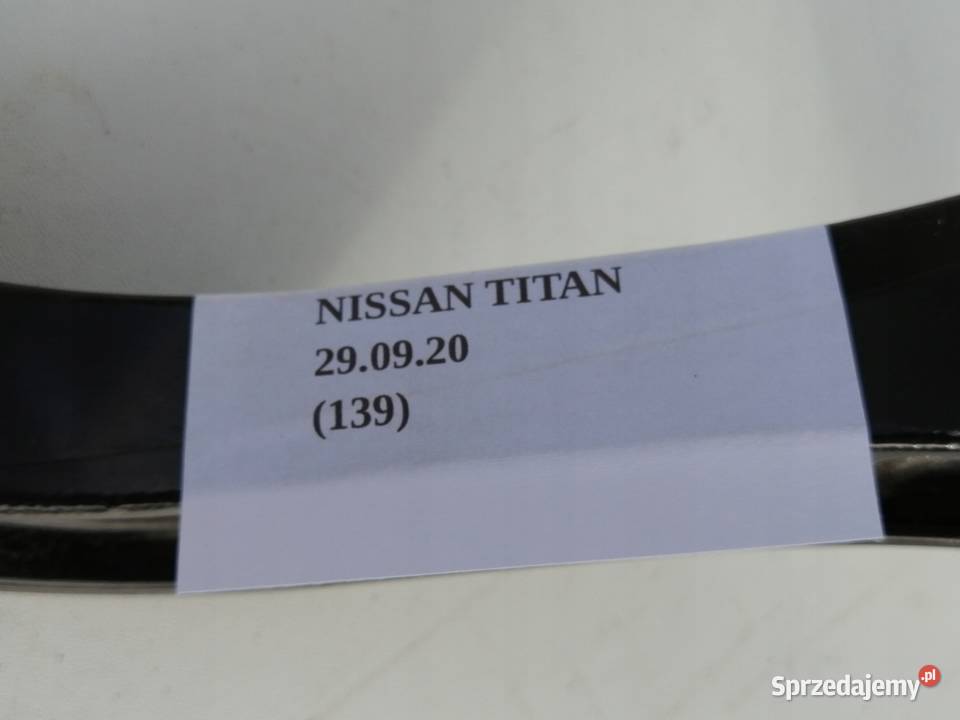 NISSAN TITAN
29.09.20
(139)
Sprzedajemy.pl